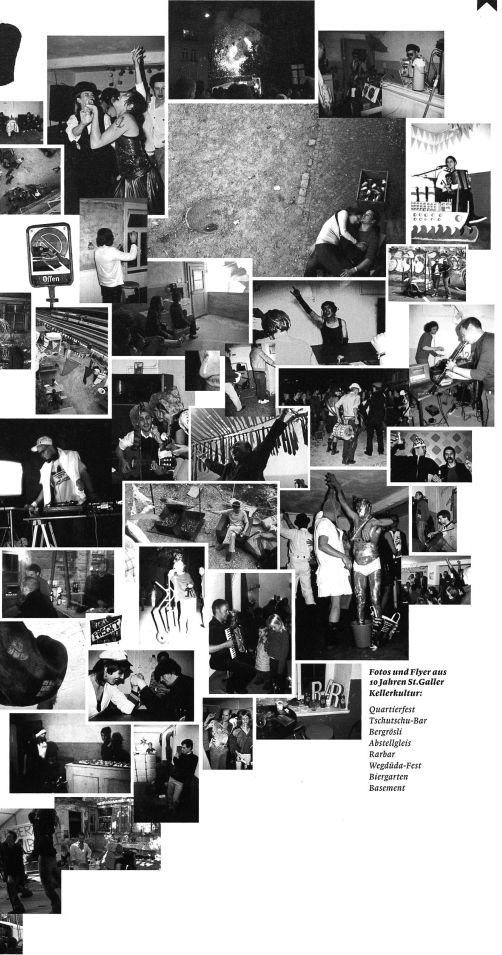 Offen
RaR
Fotos und Flyer aus
10 Jahren St.Galler
Kellerkultur:
Quartierfest
Tschutschu-Bar
Bergrösli
Abstellgleis
Rarbar
Wegdüda-Fest
Biergarten
Basement